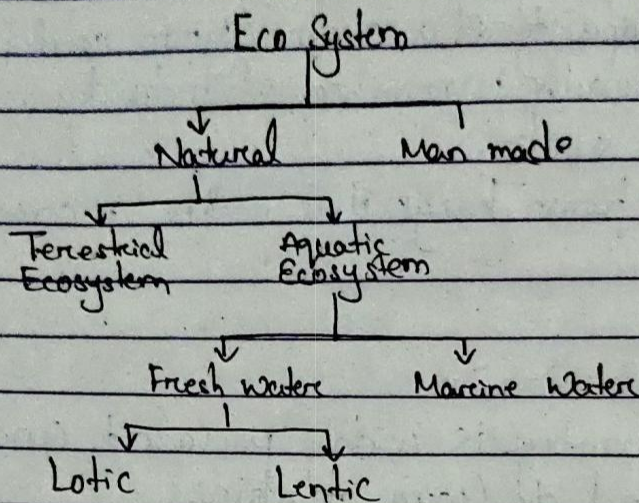 Eco System
Natural Man made
Terestrial Aquatic
Ecosystem Ecosystem
Fresh water Marine Water
Lotic Lentic